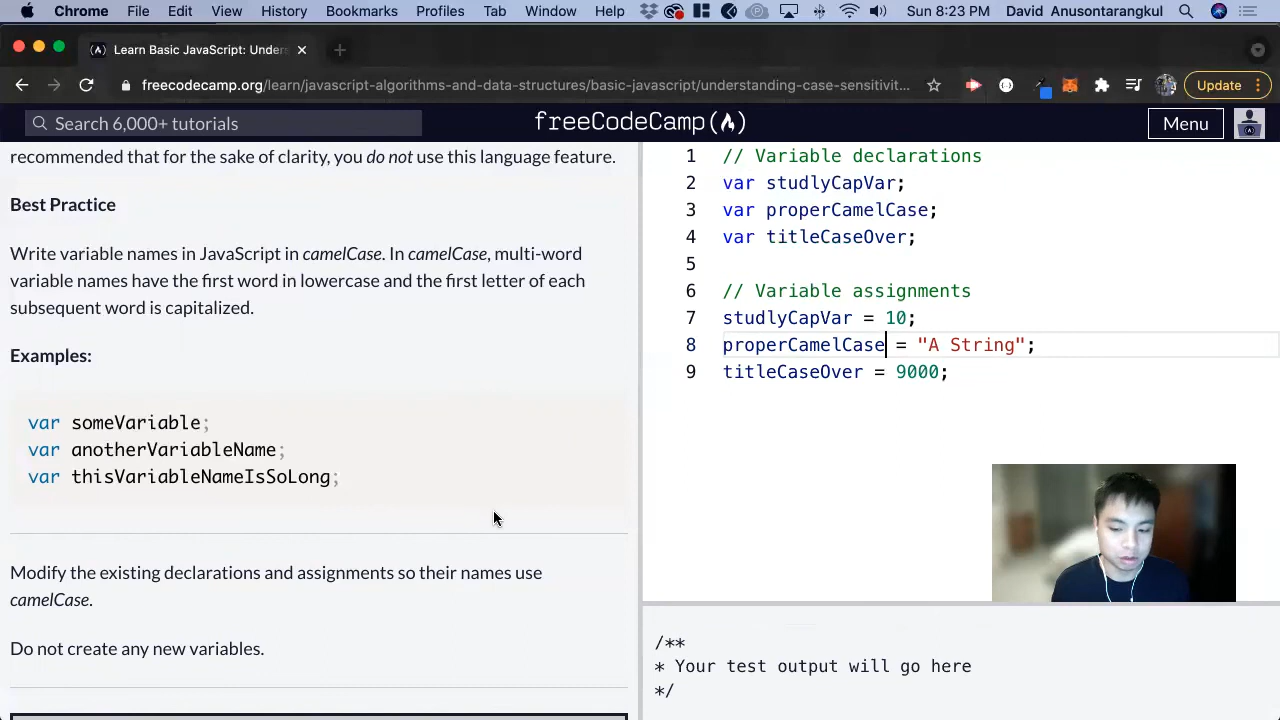 Chrome File Edit View History Bookmarks Profiles Tab Window Help Sun 8:23 PM David Anusontarangkul
Learn Basic JavaScript: Unders
freecodecamp.org/learn/javascript-algorithms-and-data-structures/basic-javascript/understanding-case-sensitivit... Update
Search 6,000+ tutorials freeCodeCamp Menu
recommended that for the sake of clarity, you do not use this language feature.
Best Practice
Write variable names in JavaScript in camelCase. In camelCase, multi-word
variable names have the first word in lowercase and the first letter of each
subsequent word is capitalized.
Examples:
var someVariable;
var anotherVariableName;
var thisVariableNameIsSoLong;
Modify the existing declarations and assignments so their names use
camelCase.
Do not create any new variables.
1 // Variable declarations
2 var studlyCapVar;
3 var properCamelCase;
4 var titleCaseOver;
5
6 // Variable assignments
7 studlyCapVar = 10;
8 properCamelCase = "A String";
9 titleCaseOver = 9000;
/**
* Your test output will go here
*/